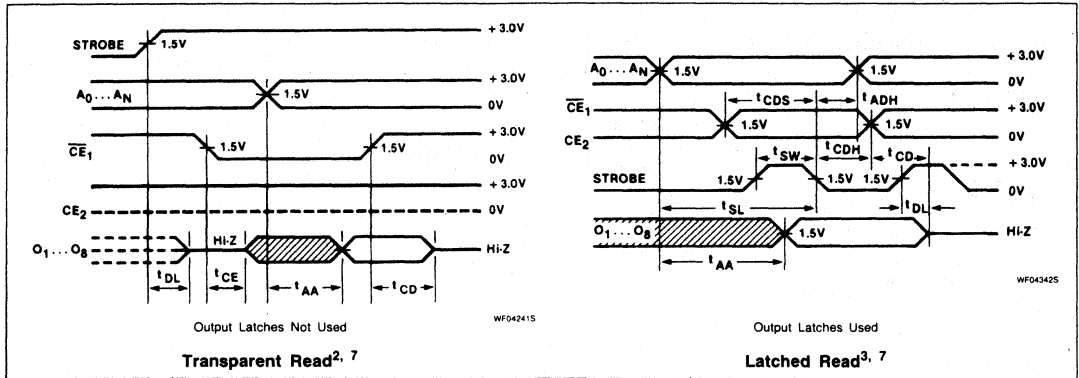 STROBE
1.5V
+ 3.0V
A0...AN
1.5V
+ 3.0V
0V
CE1
1.5V
1.5V
+ 3.0V
0V
+ 3.0V
CE2
0V
O1...O8
Hi-Z
Hi-Z
tDL
tCE
tAA
tCD
WF04241S
Output Latches Not Used
Transparent Read2, 7
A0...AN
1.5V
1.5V
+ 3.0V
0V
tCDS
tADH
CE1
CE2
1.5V
1.5V
+ 3.0V
0V
tSW
tCDH
tCD
STROBE
1.5V
1.5V
1.5V
+ 3.0V
0V
tSL
tDL
O1...O8
1.5V
Hi-Z
tAA
WF04342S
Output Latches Used
Latched Read3, 7